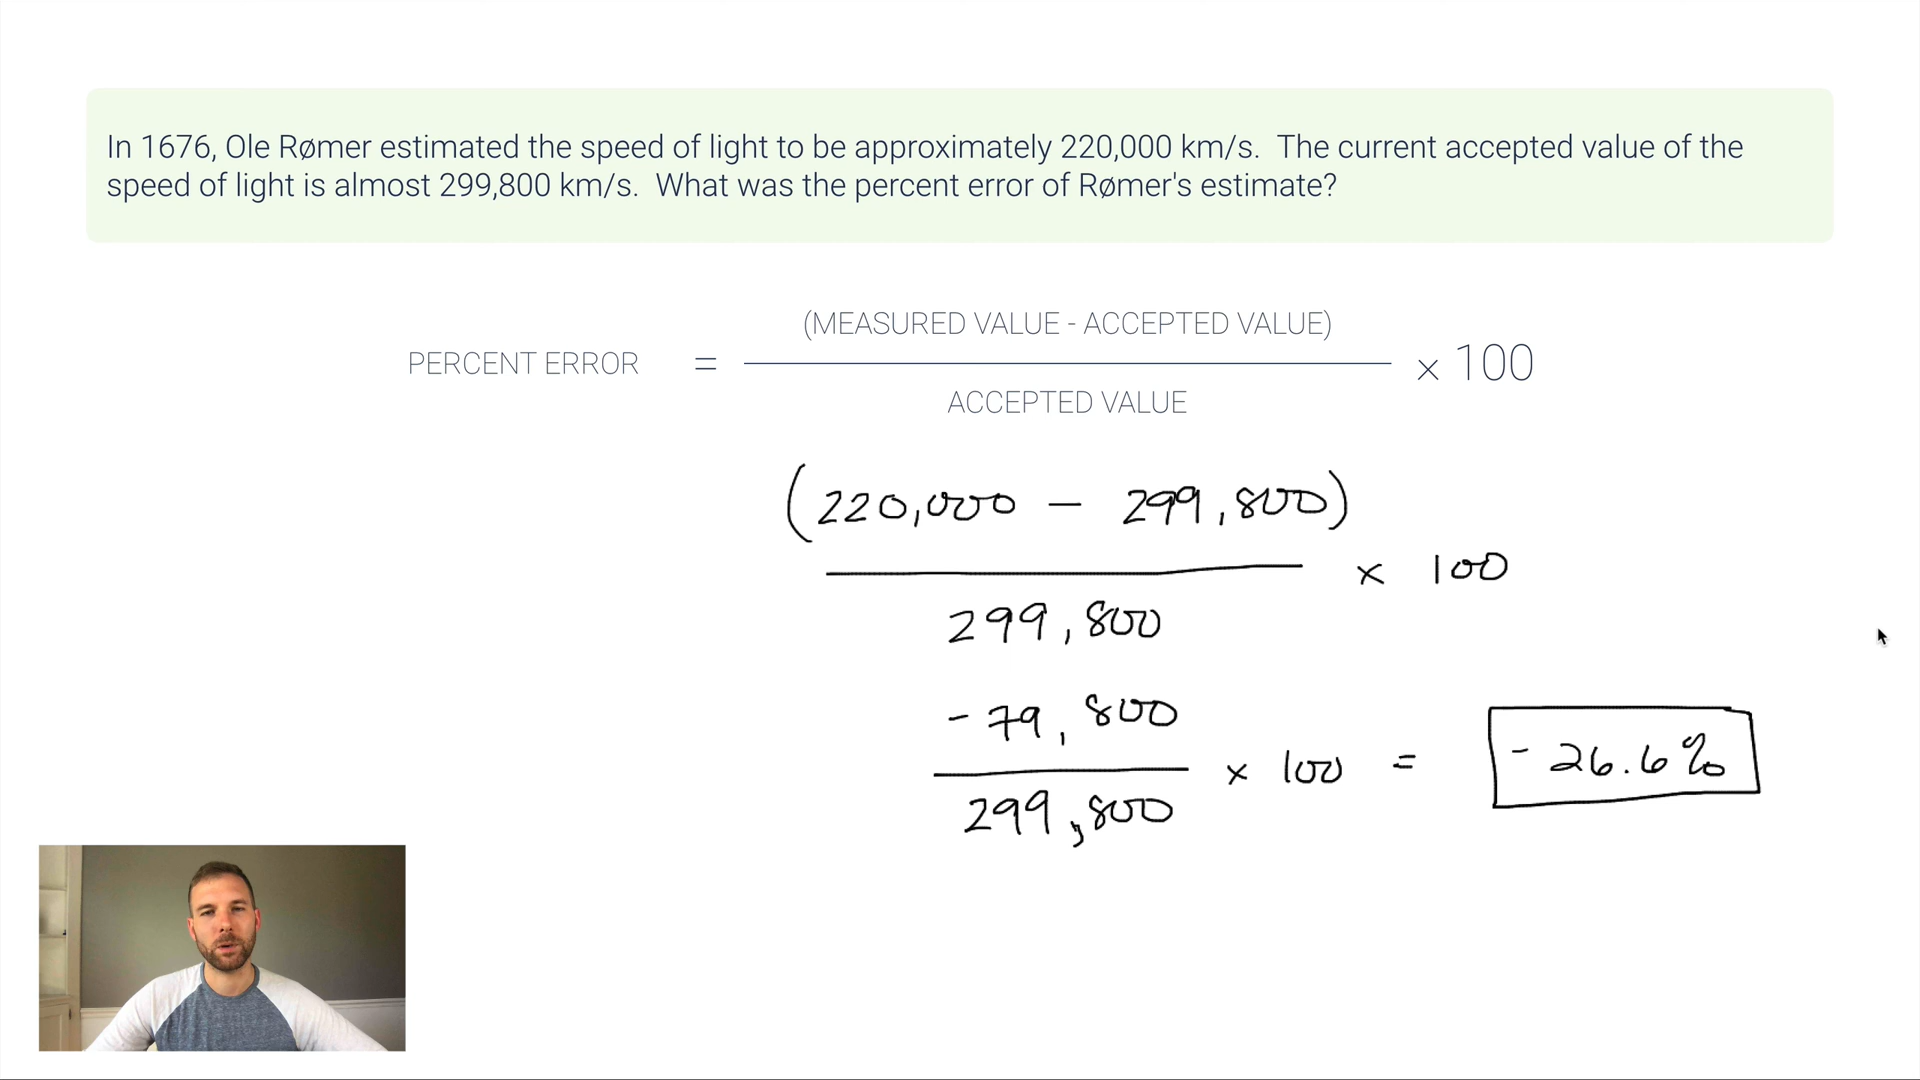 In 1676, Ole Rømer estimated the speed of light to be approximately 220,000 km/s.  The current accepted value of the
speed of light is almost 299,800 km/s.  What was the percent error of Rømer's estimate?
(MEASURED VALUE - ACCEPTED VALUE)
PERCENT ERROR = × 100
ACCEPTED VALUE
(220,000 - 299,800)
× 100
299,800
-79,800
× 100 = -26.6%
299,800